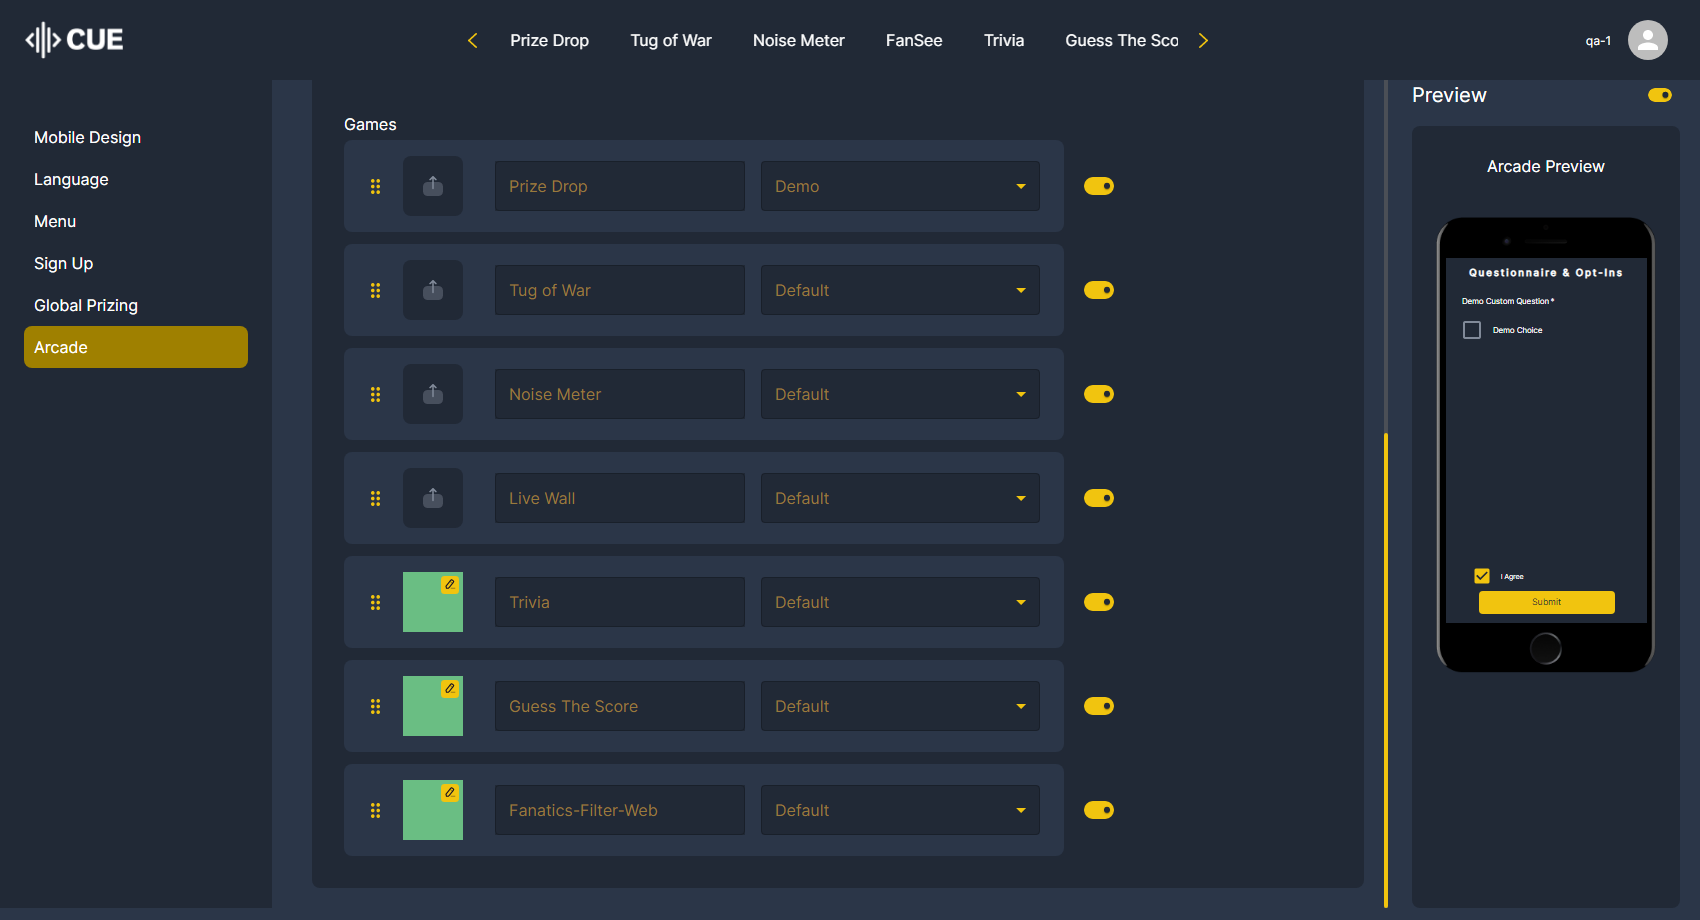 CUE
Prize Drop
Tug of War
Noise Meter
FanSee
Trivia
Guess The Sco
qa-1
Mobile Design
Language
Menu
Sign Up
Global Prizing
Arcade
Games
Prize Drop Demo
Tug of War Default
Noise Meter Default
Live Wall Default
Trivia Default
Guess The Score Default
Fanatics-Filter-Web Default
Preview
Arcade Preview
Questionnaire & Opt-Ins
Demo Custom Question *
Demo Choice
I Agree
Submit